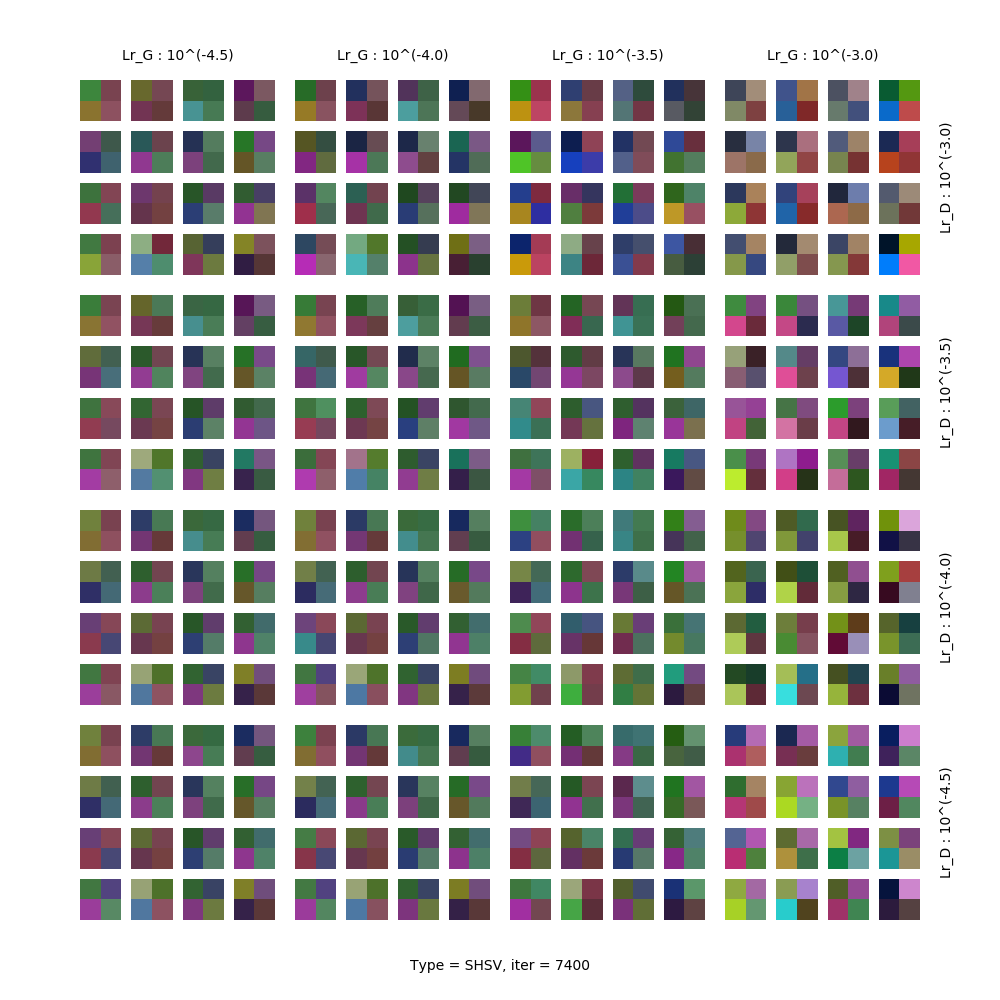 Lr_G : 10^(-4.5)
Lr_G : 10^(-4.0)
Lr_G : 10^(-3.5)
Lr_G : 10^(-3.0)
Lr_D : 10^(-3.0)
Lr_D : 10^(-3.5)
Lr_D : 10^(-4.0)
Lr_D : 10^(-4.5)
Type = SHSV, iter = 7400